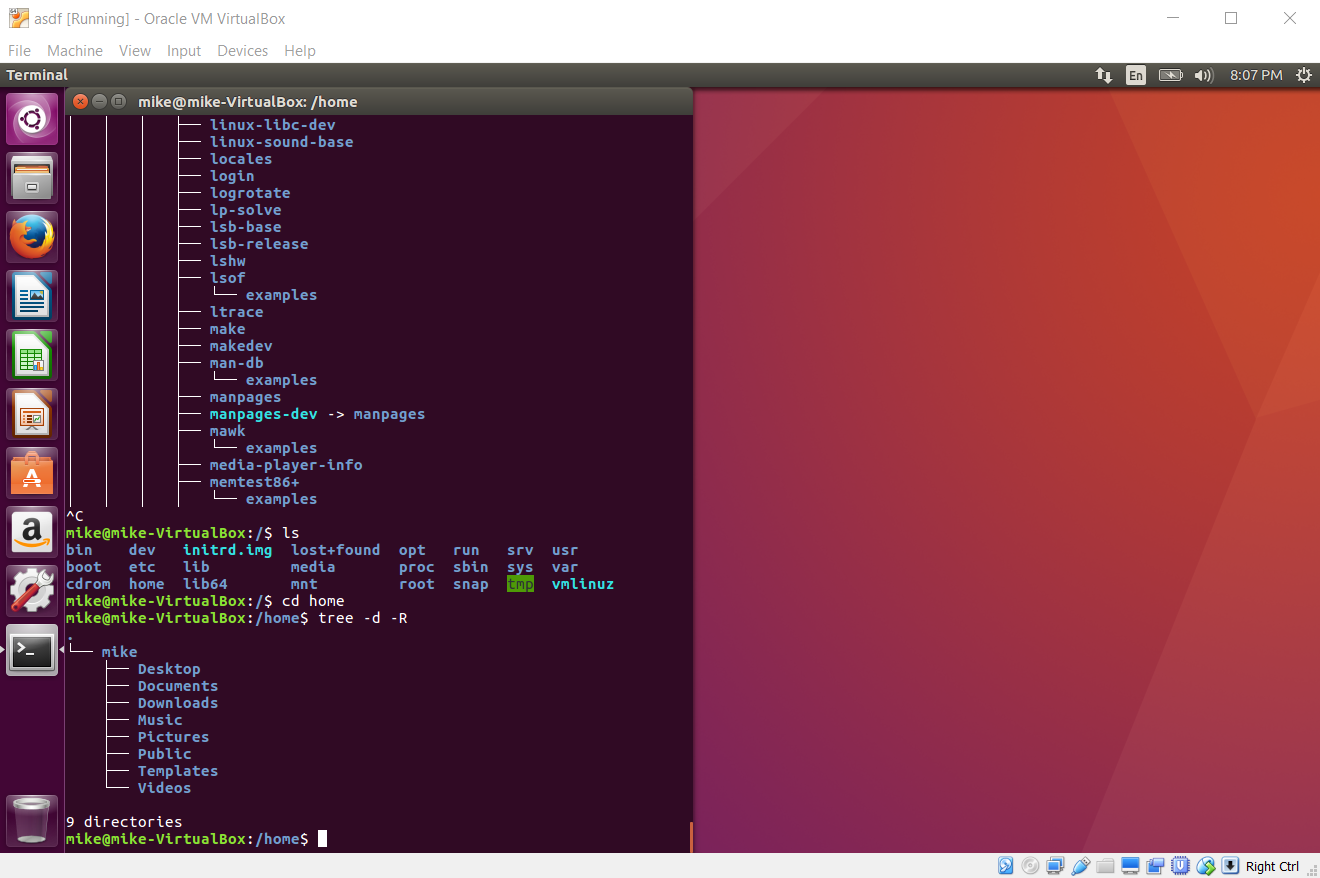 asdf [Running] - Oracle VM VirtualBox
File Machine View Input Devices Help
Terminal En 8:07 PM
mike@mike-VirtualBox: /home
├── linux-libc-dev
├── linux-sound-base
├── locales
├── login
├── logrotate
├── lp-solve
├── lsb-base
├── lsb-release
├── lshw
├── lsof
└── examples
├── ltrace
├── make
├── makedev
├── man-db
└── examples
├── manpages
├── manpages-dev -> manpages
├── mawk
└── examples
├── media-player-info
├── memtest86+
└── examples
^C
mike@mike-VirtualBox:/$ ls
bin dev initrd.img lost+found opt run srv usr
boot etc lib media proc sbin sys var
cdrom home lib64 mnt root snap tmp vmlinuz
mike@mike-VirtualBox:/$ cd home
mike@mike-VirtualBox:/home$ tree -d -R
.
└── mike
├── Desktop
├── Documents
├── Downloads
├── Music
├── Pictures
├── Public
├── Templates
└── Videos
9 directories
mike@mike-VirtualBox:/home$
Right Ctrl